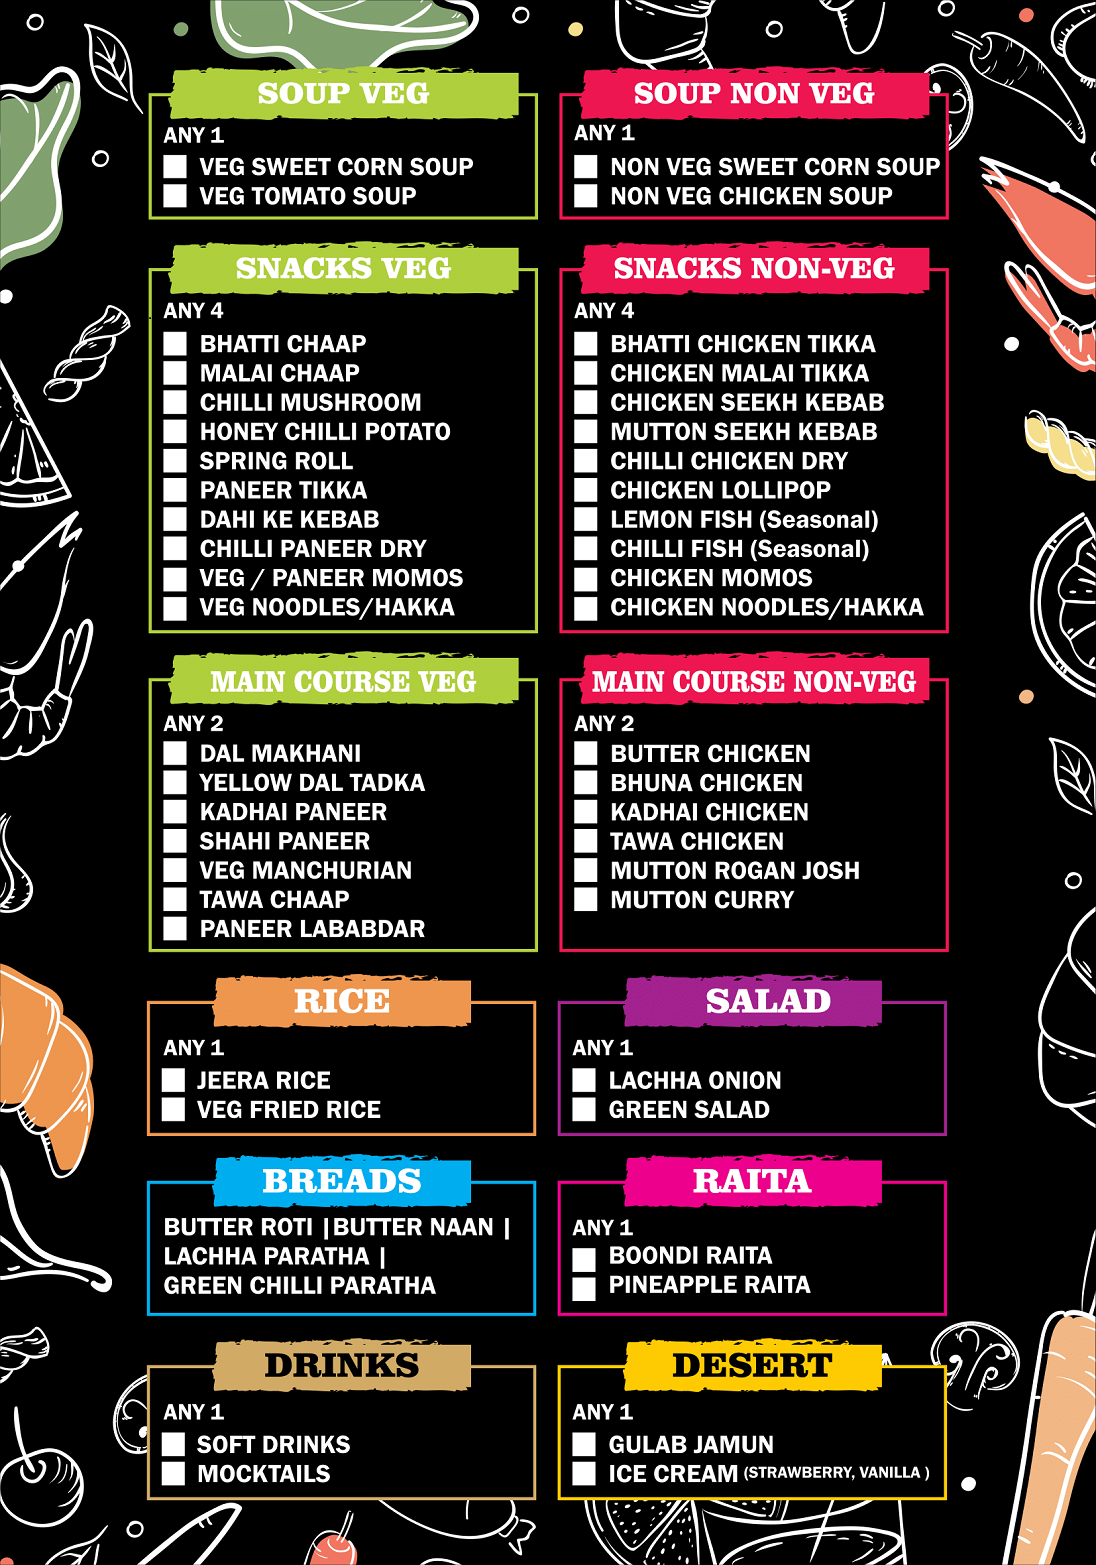 SOUP VEG
ANY 1
VEG SWEET CORN SOUP
VEG TOMATO SOUP
SOUP NON VEG
ANY 1
NON VEG SWEET CORN SOUP
NON VEG CHICKEN SOUP
SNACKS VEG
ANY 4
BHATTI CHAAP
MALAI CHAAP
CHILLI MUSHROOM
HONEY CHILLI POTATO
SPRING ROLL
PANEER TIKKA
DAHI KE KEBAB
CHILLI PANEER DRY
VEG / PANEER MOMOS
VEG NOODLES/HAKKA
SNACKS NON-VEG
ANY 4
BHATTI CHICKEN TIKKA
CHICKEN MALAI TIKKA
CHICKEN SEEKH KEBAB
MUTTON SEEKH KEBAB
CHILLI CHICKEN DRY
CHICKEN LOLLIPOP
LEMON FISH (Seasonal)
CHILLI FISH (Seasonal)
CHICKEN MOMOS
CHICKEN NOODLES/HAKKA
MAIN COURSE VEG
ANY 2
DAL MAKHANI
YELLOW DAL TADKA
KADHAI PANEER
SHAHI PANEER
VEG MANCHURIAN
TAWA CHAAP
PANEER LABABDAR
MAIN COURSE NON-VEG
ANY 2
BUTTER CHICKEN
BHUNA CHICKEN
KADHAI CHICKEN
TAWA CHICKEN
MUTTON ROGAN JOSH
MUTTON CURRY
RICE
ANY 1
JEERA RICE
VEG FRIED RICE
SALAD
ANY 1
LACHHA ONION
GREEN SALAD
BREADS
BUTTER ROTI |BUTTER NAAN |
LACHHA PARATHA |
GREEN CHILLI PARATHA
RAITA
ANY 1
BOONDI RAITA
PINEAPPLE RAITA
DRINKS
ANY 1
SOFT DRINKS
MOCKTAILS
DESERT
ANY 1
GULAB JAMUN
ICE CREAM (STRAWBERRY, VANILLA )